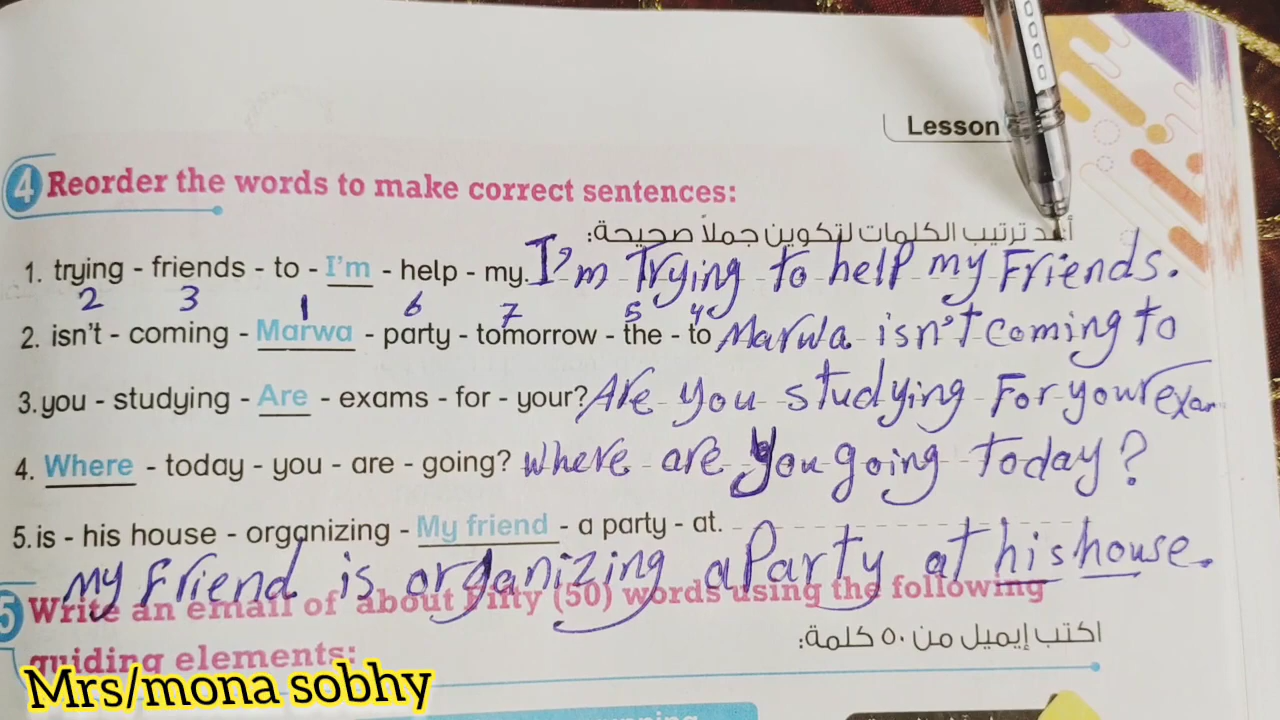 Lesson
4 Reorder the words to make correct sentences:
أعد ترتيب الكلمات لتكوين جملاً صحيحة:
1. trying - friends - to - I'm - help - my. I'm Trying to help my Friends.
2 3 1 6 7 5 4
2. isn't - coming - Marwa - party - tomorrow - the - to Marwa isn't coming to
3. you - studying - Are - exams - for - your? Are you studying For your exam
4. Where - today - you - are - going? Where are you going Today?
5. is - his house - organizing - My friend - a party - at.
My Friend is organizing a Party at his house.
5 Write an email of about Fifty (50) words using the following
guiding elements:
اكتب إيميل من ٥٠ كلمة:
Mrs/mona sobhy